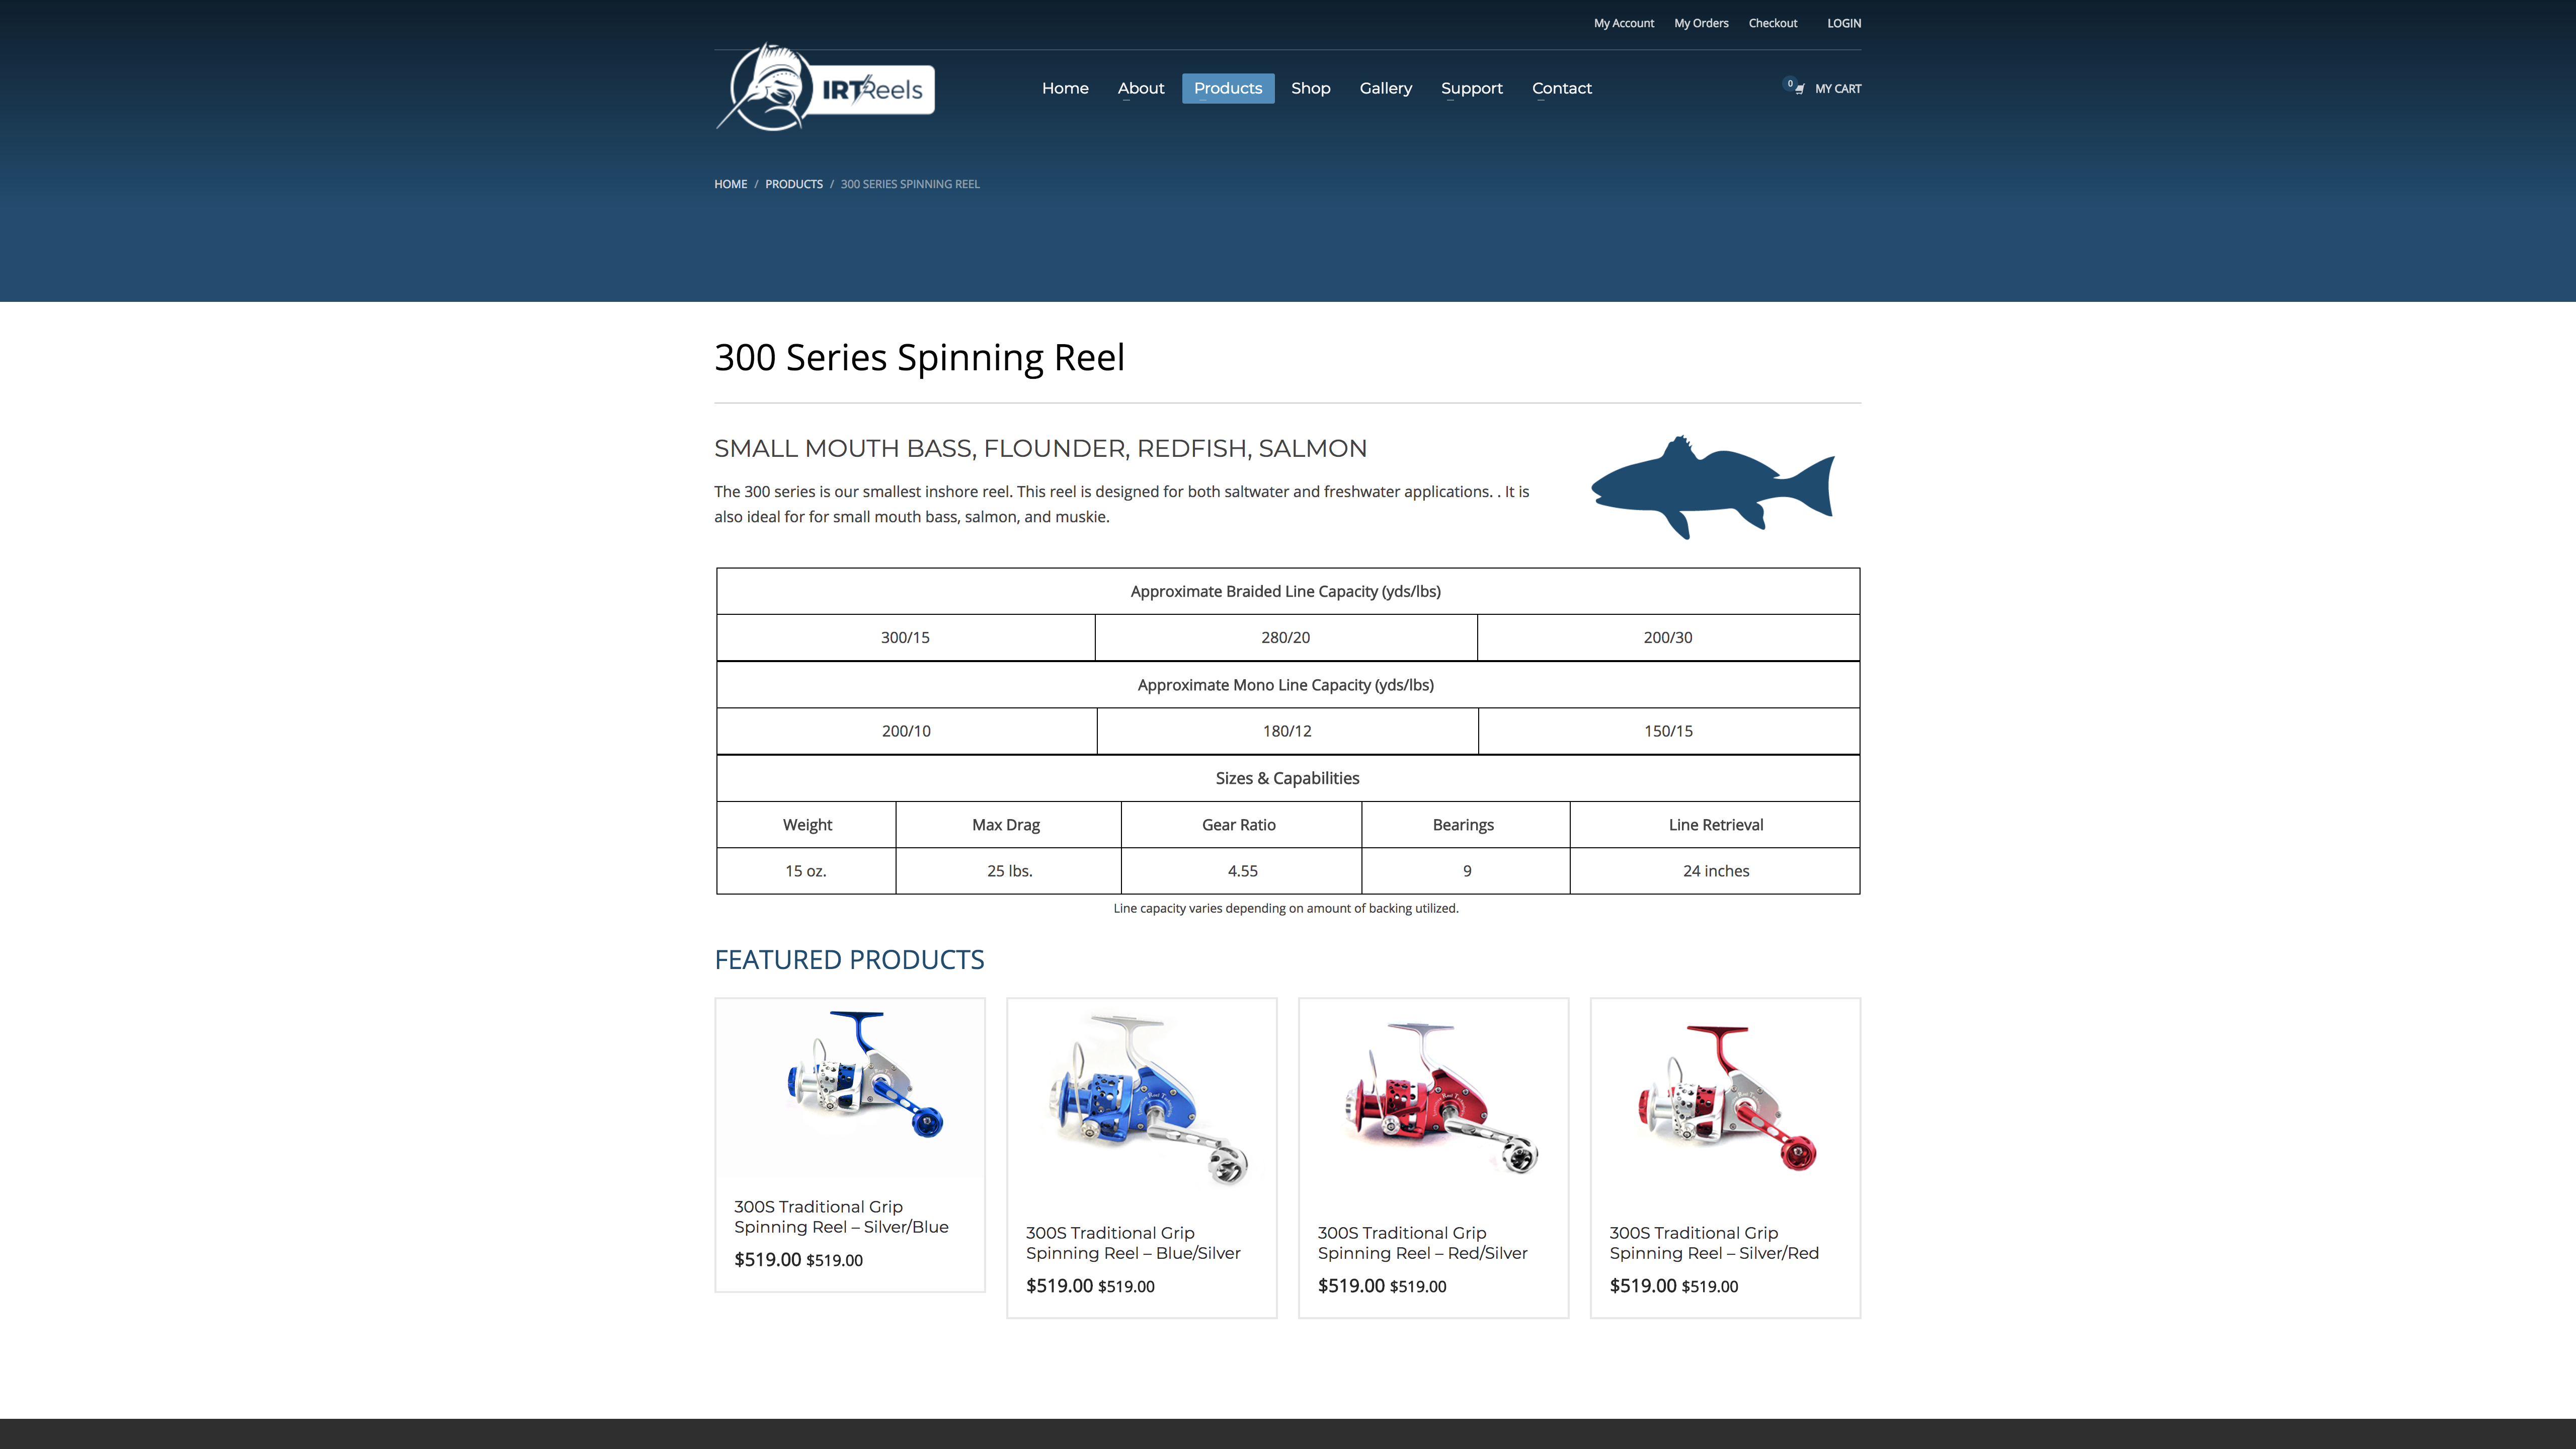 My Account My Orders Checkout LOGIN
IRT Reels
Home About Products Shop Gallery Support Contact
0 MY CART
HOME / PRODUCTS / 300 SERIES SPINNING REEL
300 Series Spinning Reel
SMALL MOUTH BASS, FLOUNDER, REDFISH, SALMON
The 300 series is our smallest inshore reel. This reel is designed for both saltwater and freshwater applications. . It is
also ideal for for small mouth bass, salmon, and muskie.
Approximate Braided Line Capacity (yds/lbs)
300/15 280/20 200/30
Approximate Mono Line Capacity (yds/lbs)
200/10 180/12 150/15
Sizes & Capabilities
Weight Max Drag Gear Ratio Bearings Line Retrieval
15 oz. 25 lbs. 4.55 9 24 inches
Line capacity varies depending on amount of backing utilized.
FEATURED PRODUCTS
300S Traditional Grip
Spinning Reel – Silver/Blue
$519.00 $519.00
300S Traditional Grip
Spinning Reel – Blue/Silver
$519.00 $519.00
300S Traditional Grip
Spinning Reel – Red/Silver
$519.00 $519.00
300S Traditional Grip
Spinning Reel – Silver/Red
$519.00 $519.00